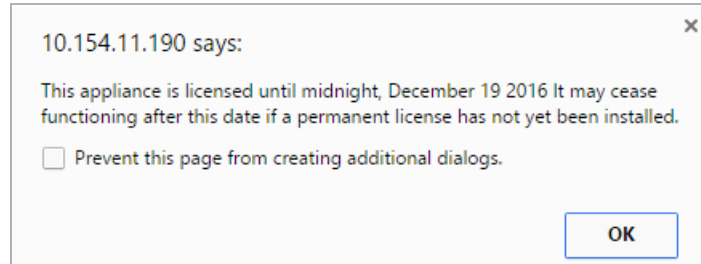 10.154.11.190 says:
This appliance is licensed until midnight, December 19 2016 It may cease
functioning after this date if a permanent license has not yet been installed.
Prevent this page from creating additional dialogs.
OK